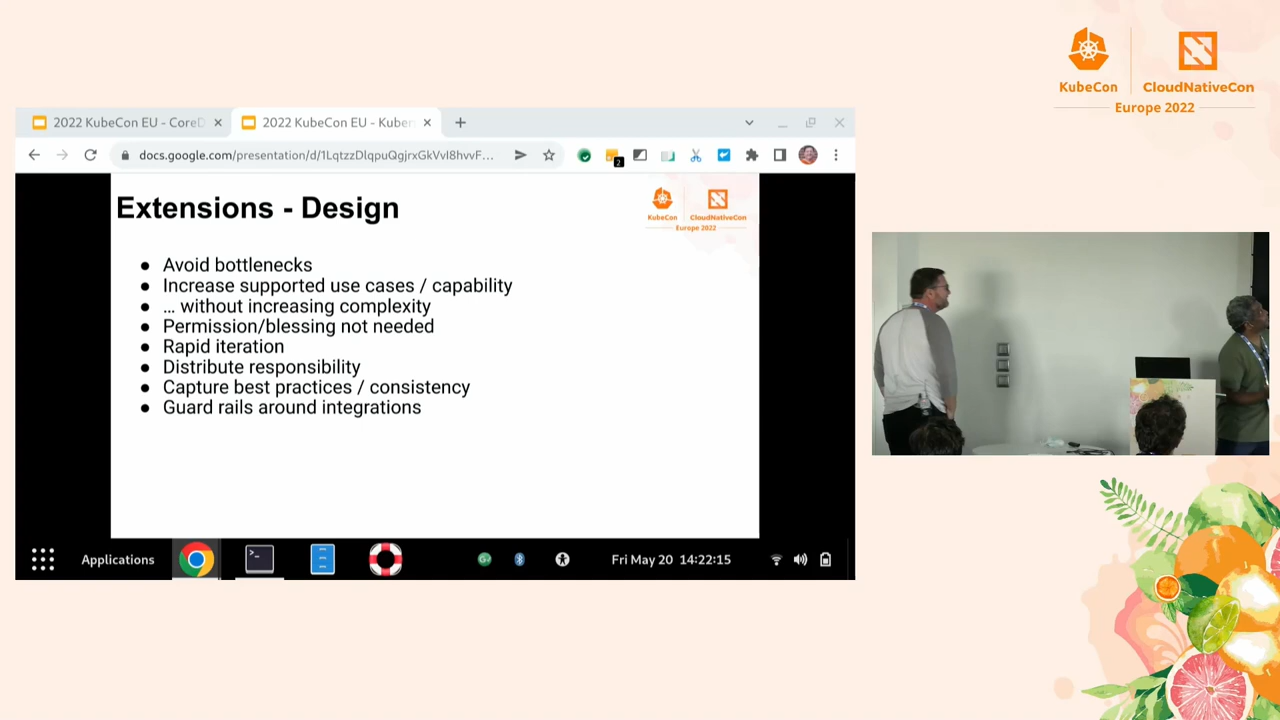 KubeCon
CloudNativeCon
Europe 2022
2022 KubeCon EU - CoreD
2022 KubeCon EU - Kuber
docs.google.com/presentation/d/1LqtzzDlqpuQgjrxGkVvI8hvvF...
2
Extensions - Design
KubeCon
CloudNativeCon
Europe 2022
● Avoid bottlenecks
● Increase supported use cases / capability
● … without increasing complexity
● Permission/blessing not needed
● Rapid iteration
● Distribute responsibility
● Capture best practices / consistency
● Guard rails around integrations
Applications
Fri May 20 14:22:15